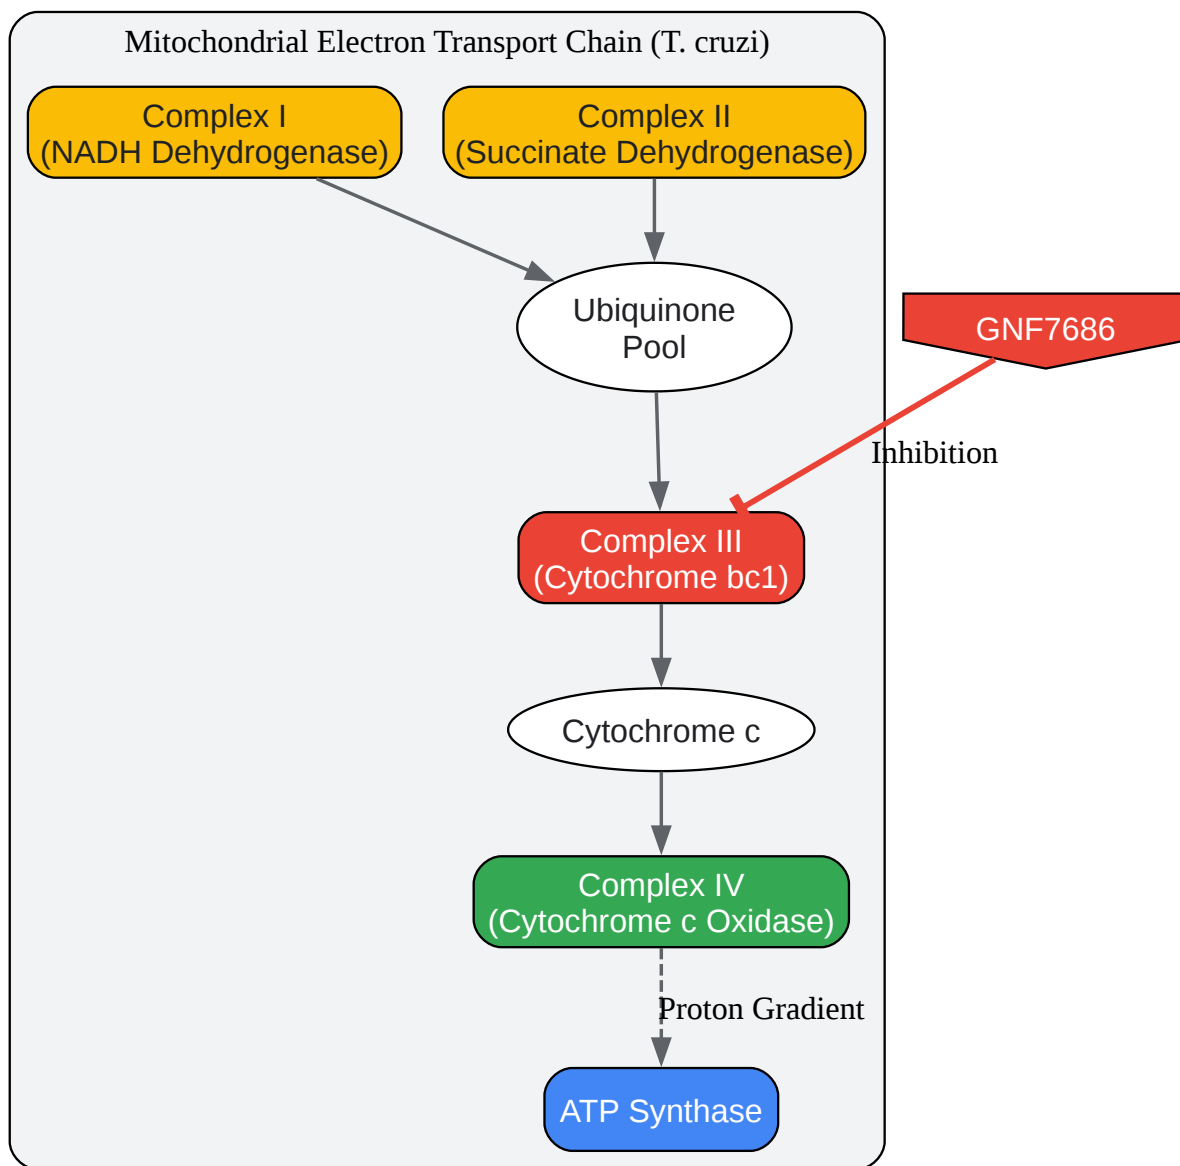 Mitochondrial Electron Transport Chain (T. cruzi)
Complex I
(NADH Dehydrogenase)
Complex II
(Succinate Dehydrogenase)
Ubiquinone
Pool
GNF7686
Inhibition
Complex III
(Cytochrome bc1)
Cytochrome c
Complex IV
(Cytochrome c Oxidase)
Proton Gradient
ATP Synthase